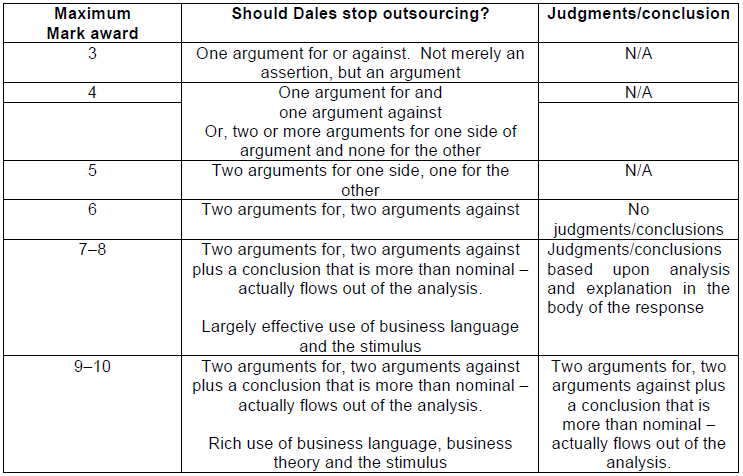 Maximum
Mark award
Should Dales stop outsourcing?
Judgments/conclusion
3
One argument for or against. Not merely an
assertion, but an argument
N/A
4
One argument for and
one argument against
Or, two or more arguments for one side of
argument and none for the other
N/A
5
Two arguments for one side, one for the
other
N/A
6
Two arguments for, two arguments against
No
judgments/conclusions
7–8
Two arguments for, two arguments against
plus a conclusion that is more than nominal –
actually flows out of the analysis.
Largely effective use of business language
and the stimulus
Judgments/conclusions
based upon analysis
and explanation in the
body of the response
9–10
Two arguments for, two arguments against
plus a conclusion that is more than nominal –
actually flows out of the analysis.
Rich use of business language, business
theory and the stimulus
Two arguments for, two
arguments against plus
a conclusion that is
more than nominal –
actually flows out of the
analysis.